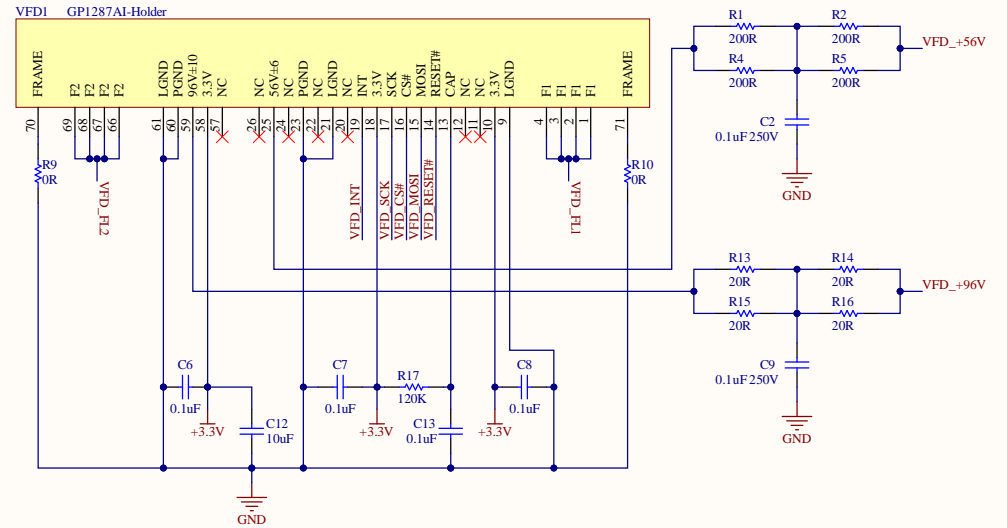 VFD1 GP1287AI-Holder
FRAME
F2
F2
F2
F2
LGND
PGND
96V±10
3.3V
NC
NC
56V±6
NC
PGND
NC
LGND
NC
INT
3.3V
SCK
CS#
MOSI
RESET#
CAP
NC
NC
3.3V
LGND
F1
F1
F1
F1
FRAME
70
69
68
67
66
61
60
59
58
57
26
25
24
23
22
21
20
19
18
17
16
15
14
13
12
11
10
9
4
3
2
1
71
R9
0R
VFD_FL2
VFD_INT
VFD_SCK
VFD_CS#
VFD_MOSI
VFD_RESET#
VFD_FL1
R10
0R
R1
200R
R2
200R
R4
200R
R5
200R
VFD_+56V
C2
0.1uF 250V
GND
R13
20R
R14
20R
R15
20R
R16
20R
VFD_+96V
C9
0.1uF 250V
GND
C6
0.1uF
+3.3V
C12
10uF
C7
0.1uF
+3.3V
R17
120K
C13
0.1uF
C8
0.1uF
+3.3V
GND